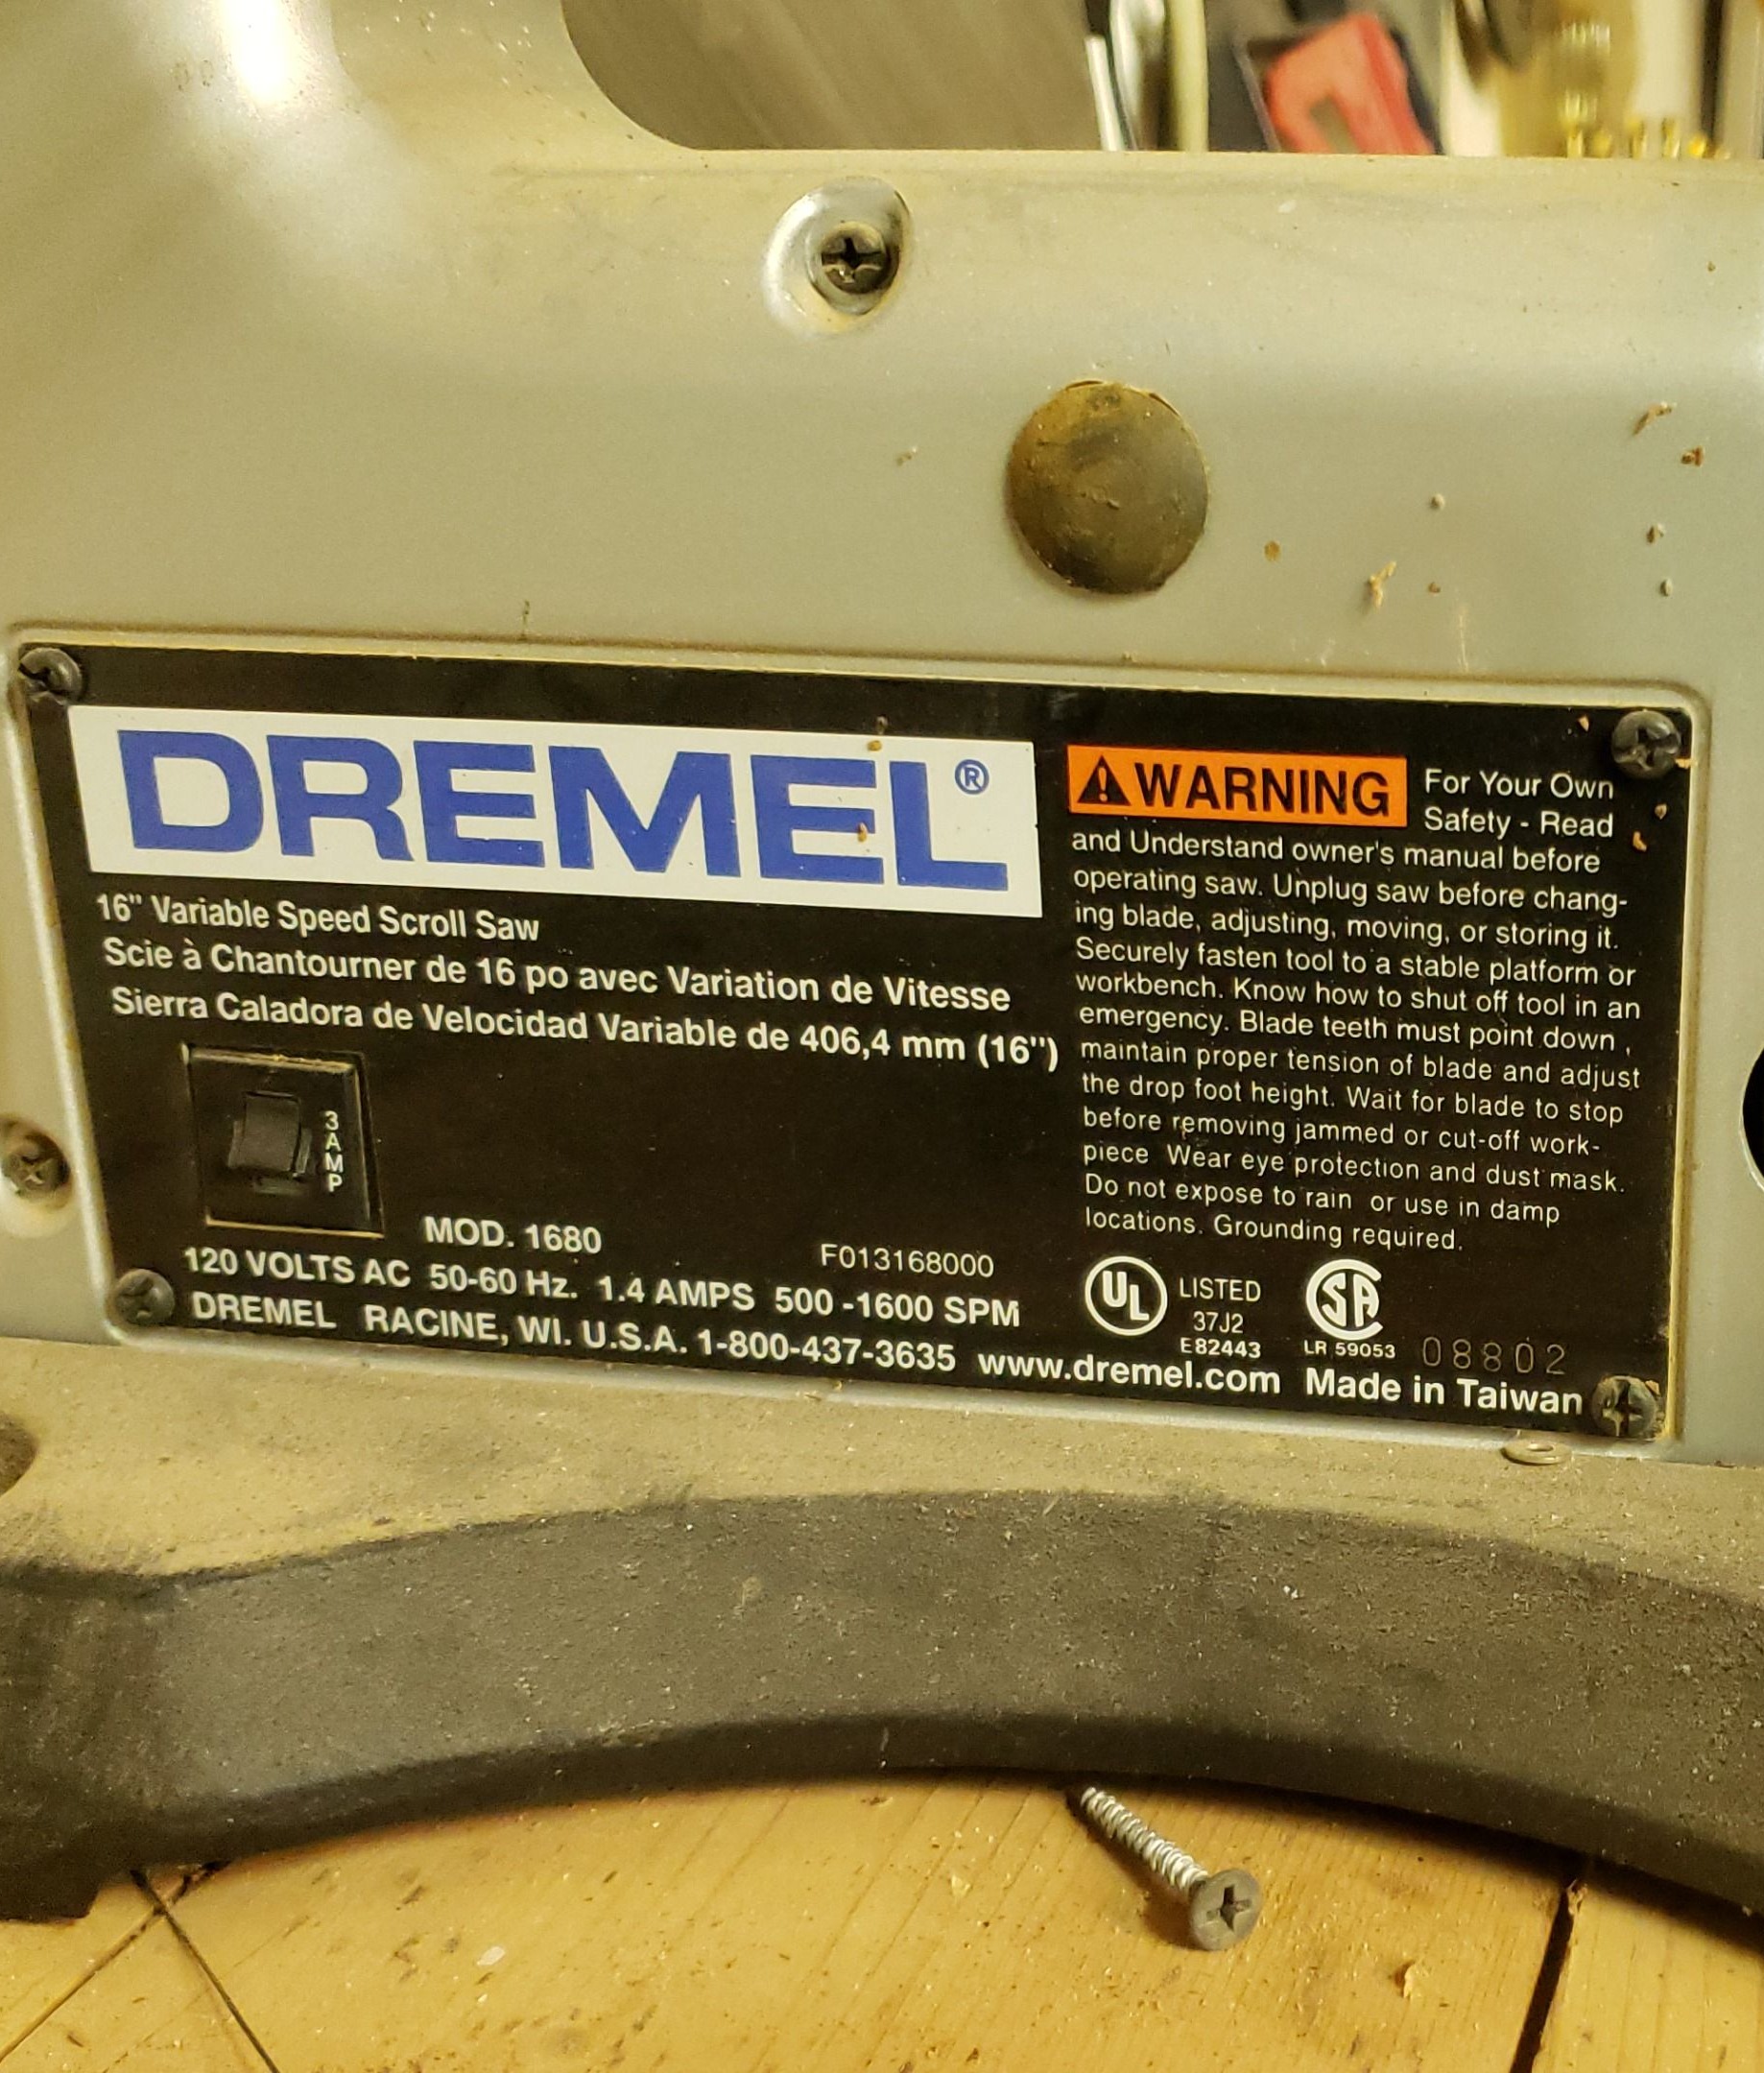 DREMEL®
16" Variable Speed Scroll Saw
Scie à Chantourner de 16 po avec Variation de Vitesse
Sierra Caladora de Velocidad Variable de 406,4 mm (16")
3 AMP
MOD. 1680
F013168000
120 VOLTS AC 50-60 Hz. 1.4 AMPS 500 -1600 SPM
DREMEL RACINE, WI. U.S.A. 1-800-437-3635 www.dremel.com Made in Taiwan
WARNING For Your Own
Safety - Read
and Understand owner's manual before
operating saw. Unplug saw before chang-
ing blade, adjusting, moving, or storing it.
Securely fasten tool to a stable platform or
workbench. Know how to shut off tool in an
emergency. Blade teeth must point down ,
maintain proper tension of blade and adjust
the drop foot height. Wait for blade to stop
before removing jammed or cut-off work-
piece Wear eye protection and dust mask.
Do not expose to rain or use in damp
locations. Grounding required.
UL LISTED
37J2
E82443
SA
LR 59053
08802